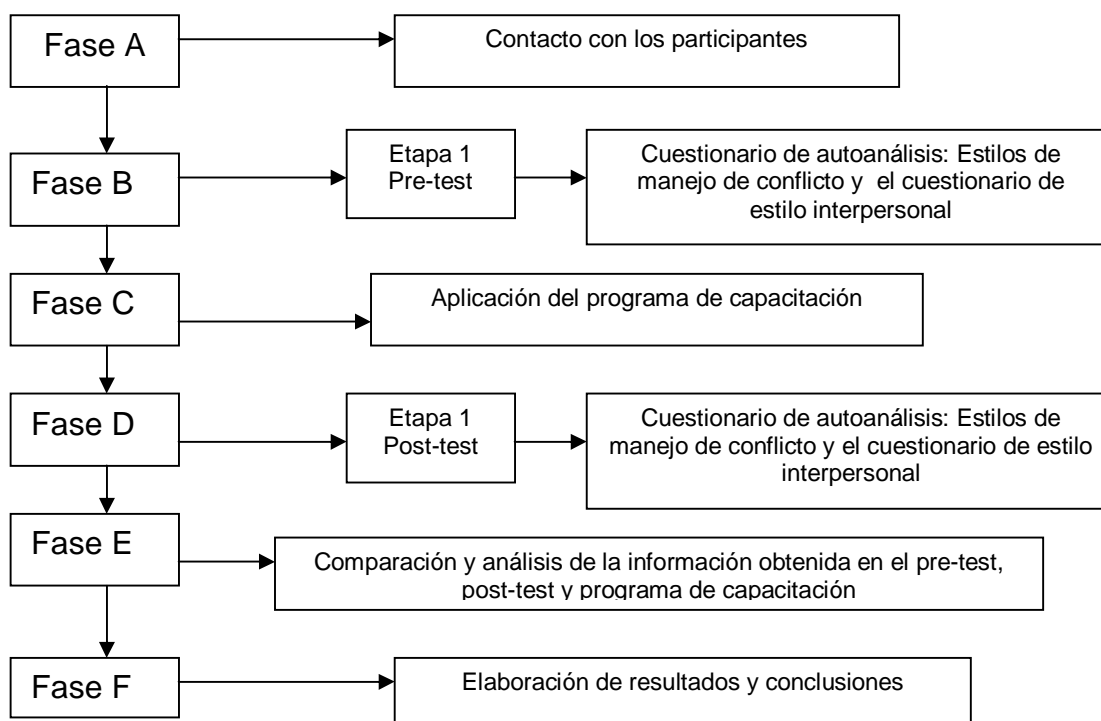 Fase A
Contacto con los participantes
Fase B
Etapa 1
Pre-test
Cuestionario de autoanálisis: Estilos de
manejo de conflicto y el cuestionario de
estilo interpersonal
Fase C
Aplicación del programa de capacitación
Fase D
Etapa 1
Post-test
Cuestionario de autoanálisis: Estilos de
manejo de conflicto y el cuestionario de estilo
interpersonal
Fase E
Comparación y análisis de la información obtenida en el pre-test,
post-test y programa de capacitación
Fase F
Elaboración de resultados y conclusiones